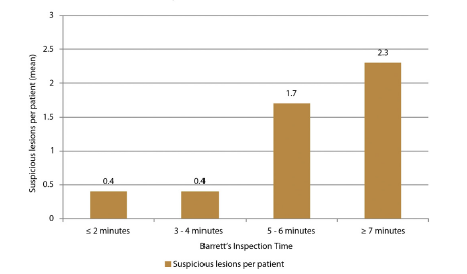 3
2.5
2
1.5
1
0.5
0
Suspicious lesions per patient (mean)
0.4
0.4
1.7
2.3
≤ 2 minutes
3 - 4 minutes
5 - 6 minutes
≥ 7 minutes
Barrett's Inspection Time
Suspicious lesions per patient